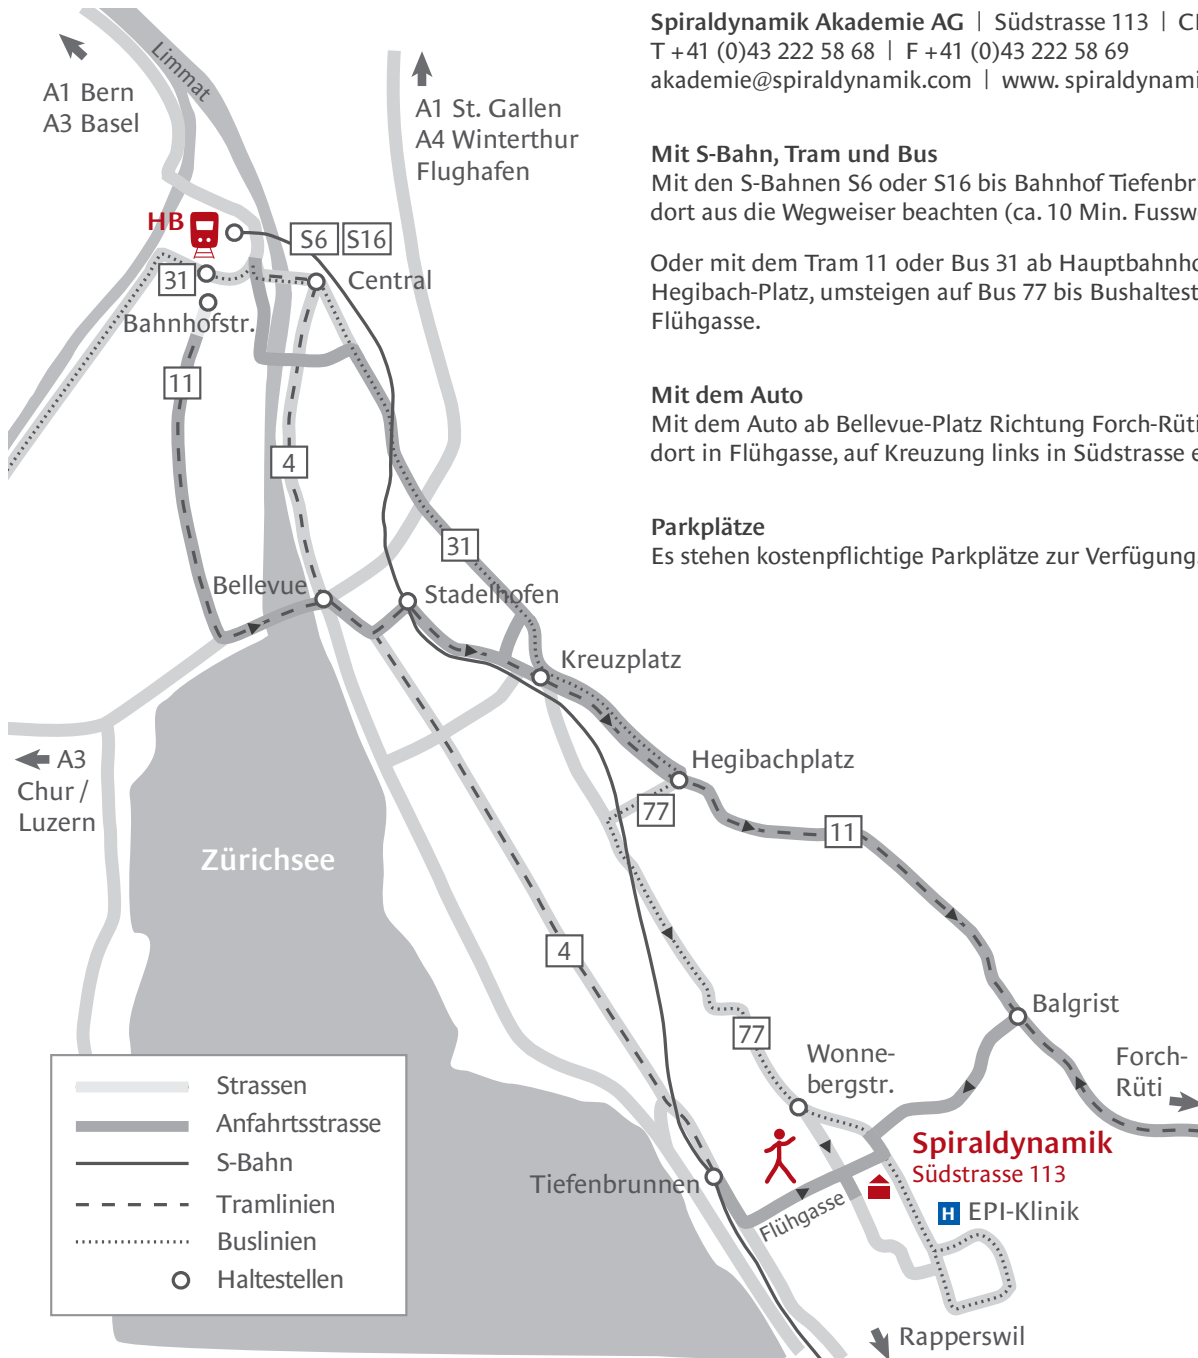 Spiraldynamik Akademie AG | Südstrasse 113 |
T +41 (0)43 222 58 68 | F +41 (0)43 222 58 69
akademie@spiraldynamik.com | www.
Mit S-Bahn, Tram und Bus
Mit den S-Bahnen S6 oder S16 bis Bahnhof
dort aus die Wegweiser beachten (ca. 10 Min.
Oder mit dem Tram 11 oder Bus 31 ab
Hegibach-Platz, umsteigen auf Bus 77 bis
Flühgasse.
Mit dem Auto
Mit dem Auto ab Bellevue-Platz Richtung Forch-Rüti
dort in Flühgasse, auf Kreuzung links in Südstrasse
Parkplätze
Es stehen kostenpflichtige Parkplätze zur Verfügung.
Limmat
A1 Bern
A3 Basel
A1 St. Gallen
A4 Winterthur
Flughafen
HB
S6
S16
31
Central
Bahnhofstr.
11
4
31
Bellevue
Stadelhofen
Kreuzplatz
A3
Chur /
Luzern
Hegibachplatz
77
11
Zürichsee
4
Balgrist
77
Wonne-
bergstr.
Forch-
Rüti
Spiraldynamik
Südstrasse 113
Tiefenbrunnen
Flühgasse
H EPI-Klinik
Rapperswil
Strassen
Anfahrtsstrasse
S-Bahn
Tramlinien
Buslinien
Haltestellen